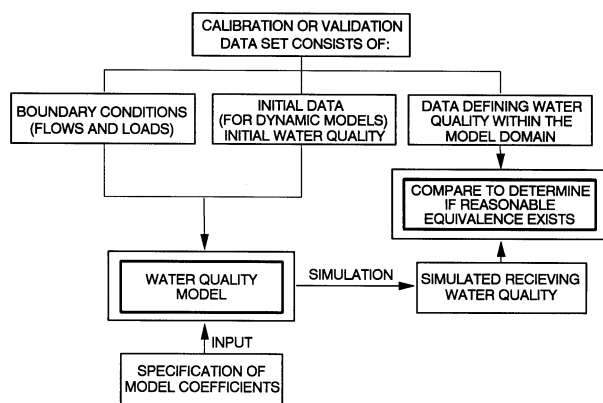 CALIBRATION OR VALIDATION
DATA SET CONSISTS OF:
BOUNDARY CONDITIONS
(FLOWS AND LOADS)
INITIAL DATA
(FOR DYNAMIC MODELS)
INITIAL WATER QUALITY
DATA DEFINING WATER
QUALITY WITHIN THE
MODEL DOMAIN
COMPARE TO DETERMINE
IF REASONABLE
EQUIVALENCE EXISTS
WATER QUALITY
MODEL
SIMULATION
SIMULATED RECIEVING
WATER QUALITY
INPUT
SPECIFICATION OF
MODEL COEFFICIENTS